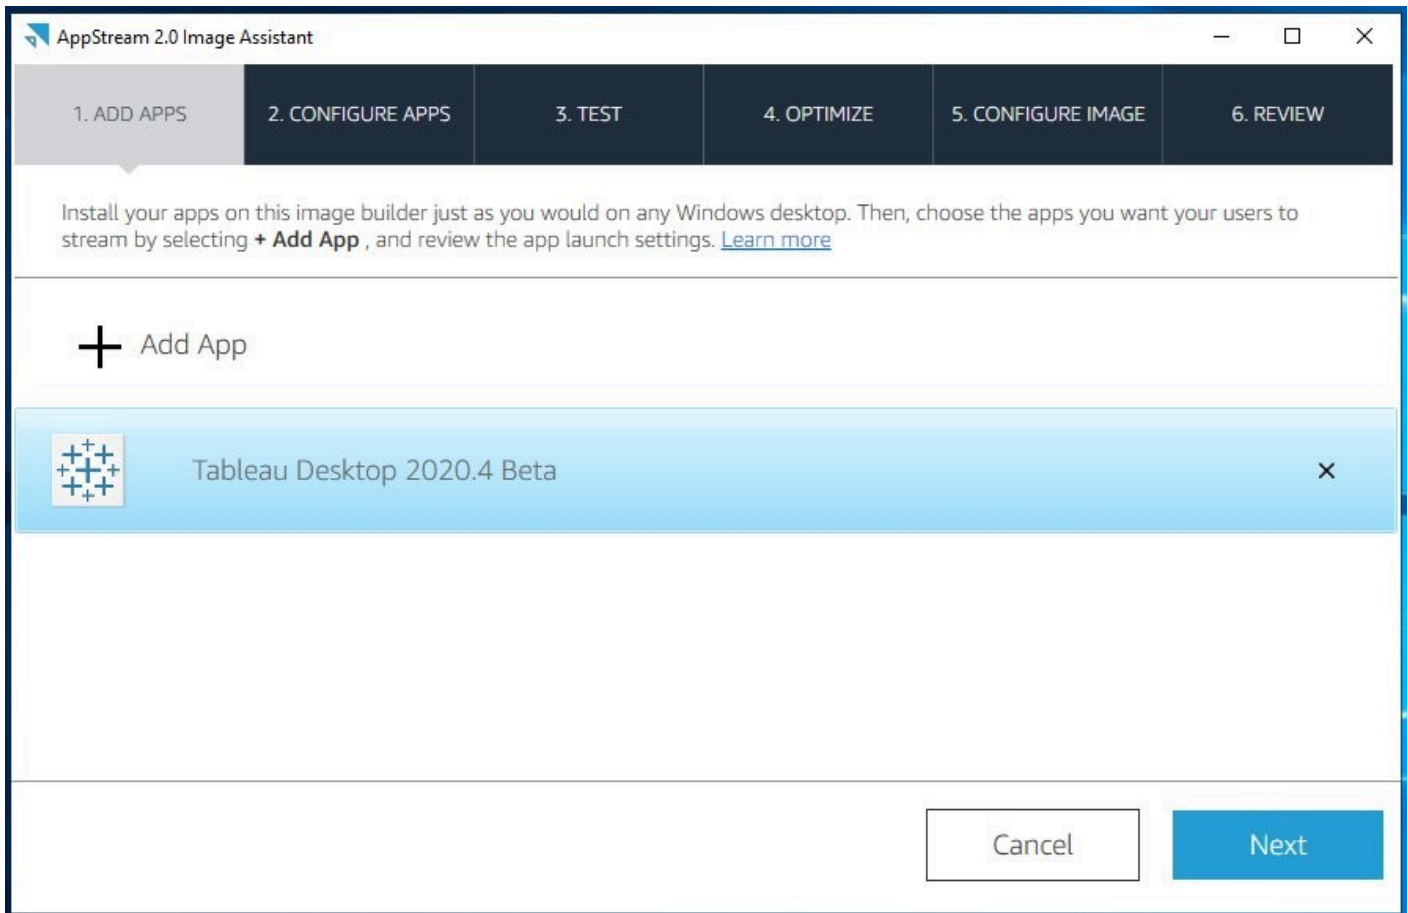 AppStream 2.0 Image Assistant
1. ADD APPS
2. CONFIGURE APPS
3. TEST
4. OPTIMIZE
5. CONFIGURE IMAGE
6. REVIEW
Install your apps on this image builder just as you would on any Windows desktop. Then, choose the apps you want your users to
stream by selecting + Add App , and review the app launch settings. Learn more
Add App
Tableau Desktop 2020.4 Beta
Cancel
Next